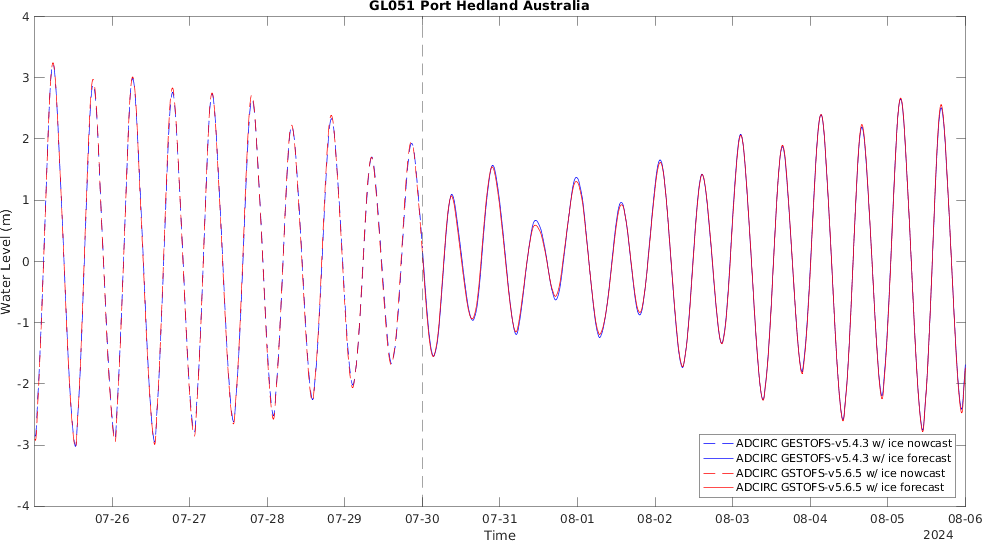 GL051 Port Hedland Australia
4
3
2
1
0
-1
-2
-3
-4
Water Level (m)
07-26 07-27 07-28 07-29 07-30 07-31 08-01 08-02 08-03 08-04 08-05 08-06
Time
2024
ADCIRC GESTOFS-v5.4.3 w/ ice nowcast
ADCIRC GESTOFS-v5.4.3 w/ ice forecast
ADCIRC GSTOFS-v5.6.5 w/ ice nowcast
ADCIRC GSTOFS-v5.6.5 w/ ice forecast